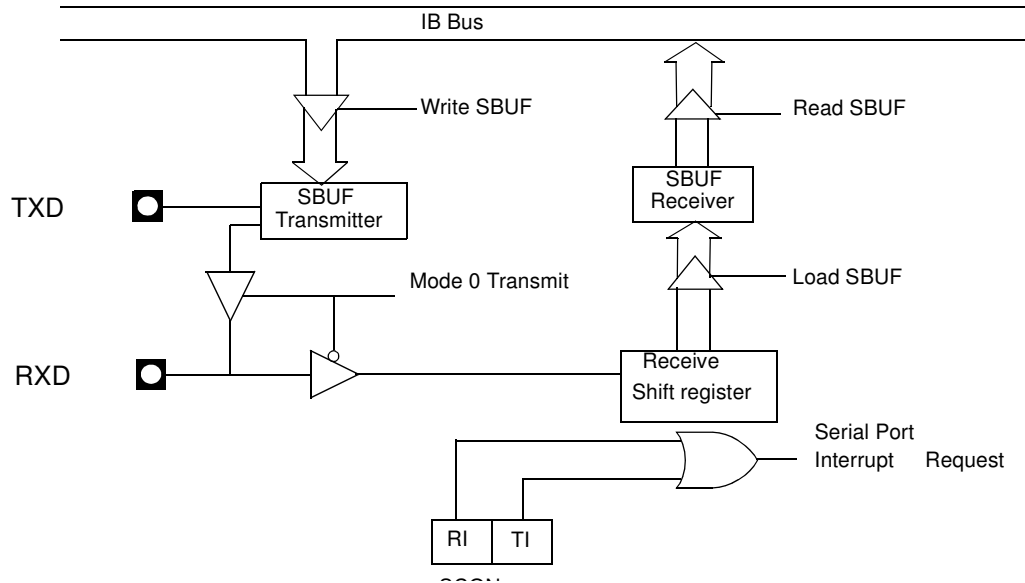 IB Bus
Write SBUF
Read SBUF
SBUF
Transmitter
SBUF
Receiver
TXD
Load SBUF
Mode 0 Transmit
RXD
Receive
Shift register
Serial Port
Interrupt Request
RI TI